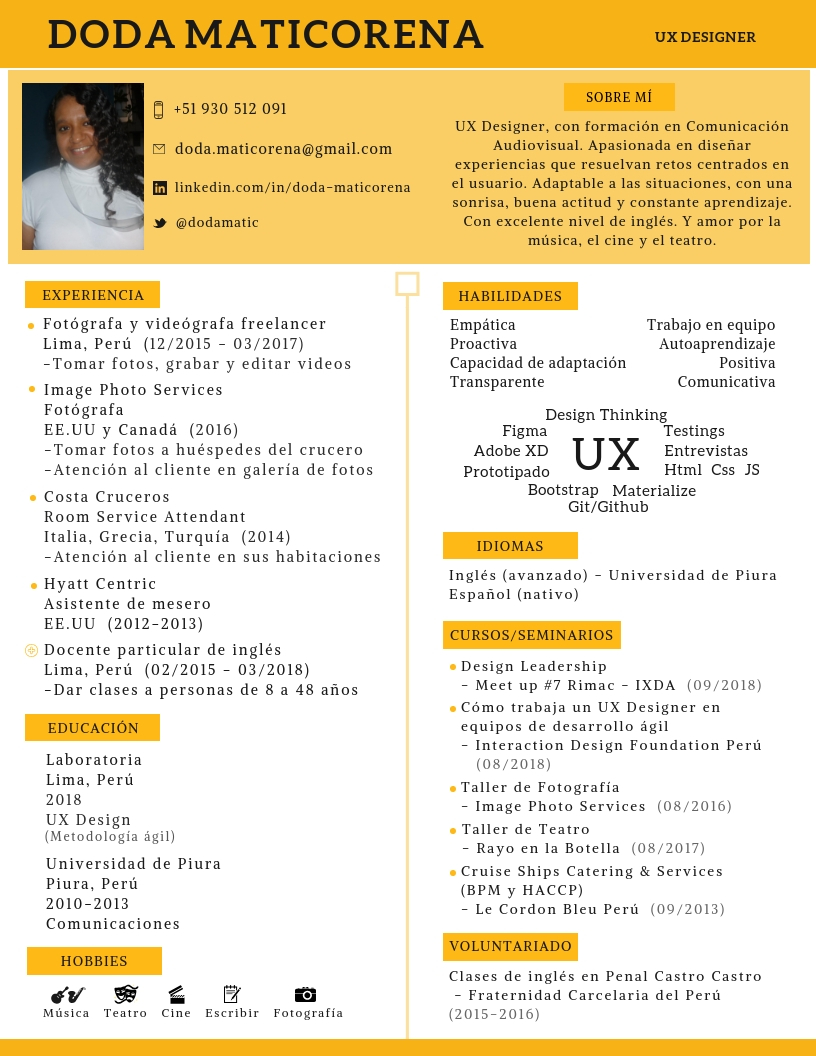 DODA MATICORENA
UX DESIGNER
+51 930 512 091
doda.maticorena@gmail.com
linkedin.com/in/doda-maticorena
@dodamatic
SOBRE MÍ
UX Designer, con formación en Comunicación
Audiovisual. Apasionada en diseñar
experiencias que resuelvan retos centrados en
el usuario. Adaptable a las situaciones, con una
sonrisa, buena actitud y constante aprendizaje.
Con excelente nivel de inglés. Y amor por la
música, el cine y el teatro.
EXPERIENCIA
Fotógrafa y videógrafa freelancer
Lima, Perú (12/2015 - 03/2017)
-Tomar fotos, grabar y editar videos
Image Photo Services
Fotógrafa
EE.UU y Canadá (2016)
-Tomar fotos a huéspedes del crucero
-Atención al cliente en galería de fotos
Costa Cruceros
Room Service Attendant
Italia, Grecia, Turquía (2014)
-Atención al cliente en sus habitaciones
Hyatt Centric
Asistente de mesero
EE.UU (2012-2013)
Docente particular de inglés
Lima, Perú (02/2015 - 03/2018)
-Dar clases a personas de 8 a 48 años
EDUCACIÓN
Laboratoria
Lima, Perú
2018
UX Design
(Metodología ágil)
Universidad de Piura
Piura, Perú
2010-2013
Comunicaciones
HOBBIES
Música Teatro Cine Escribir Fotografía
HABILIDADES
Empática Trabajo en equipo
Proactiva Autoaprendizaje
Capacidad de adaptación Positiva
Transparente Comunicativa
Design Thinking
Figma Testings
Adobe XD UX Entrevistas
Prototipado Html Css JS
Bootstrap Materialize
Git/Github
IDIOMAS
Inglés (avanzado) - Universidad de Piura
Español (nativo)
CURSOS/SEMINARIOS
Design Leadership
- Meet up #7 Rimac - IXDA (09/2018)
Cómo trabaja un UX Designer en
equipos de desarrollo ágil
- Interaction Design Foundation Perú
(08/2018)
Taller de Fotografía
- Image Photo Services (08/2016)
Taller de Teatro
- Rayo en la Botella (08/2017)
Cruise Ships Catering & Services
(BPM y HACCP)
- Le Cordon Bleu Perú (09/2013)
VOLUNTARIADO
Clases de inglés en Penal Castro Castro
- Fraternidad Carcelaria del Perú
(2015-2016)